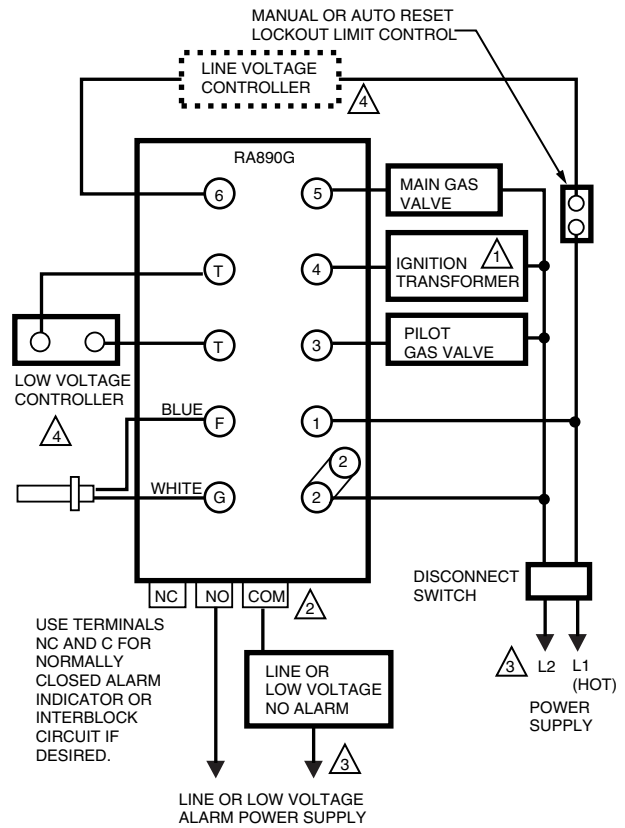 MANUAL OR AUTO RESET
LOCKOUT LIMIT CONTROL
LINE VOLTAGE
CONTROLLER
4
RA890G
6
5
MAIN GAS
VALVE
T
4
IGNITION
TRANSFORMER
1
T
3
PILOT
GAS VALVE
LOW VOLTAGE
CONTROLLER
4
BLUE
F
1
WHITE
G
2
2
NC
NO
COM
2
DISCONNECT
SWITCH
3
L2
L1
(HOT)
POWER
SUPPLY
USE TERMINALS
NC AND C FOR
NORMALLY
CLOSED ALARM
INDICATOR OR
INTERBLOCK
CIRCUIT IF
DESIRED.
LINE OR
LOW VOLTAGE
NO ALARM
3
LINE OR LOW VOLTAGE
ALARM POWER SUPPLY